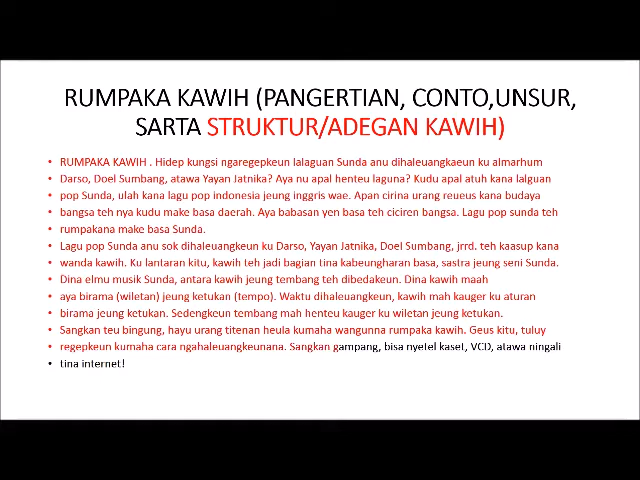 RUMPAKA KAWIH (PANGERTIAN, CONTO,UNSUR,
SARTA STRUKTUR/ADEGAN KAWIH)
• RUMPAKA KAWIH . Hidep kungsi ngaregepkeun lalaguan Sunda anu dihaleuangkaeun ku almarhum
• Darso, Doel Sumbang, atawa Yayan Jatnika? Aya nu apal henteu laguna? Kudu apal atuh kana lalguan
• pop Sunda, ulah kana lagu pop indonesia jeung inggris wae. Apan cirina urang reueus kana budaya
• bangsa teh nya kudu make basa daerah. Aya babasan yen basa teh ciciren bangsa. Lagu pop sunda teh
• rumpakana make basa Sunda.
• Lagu pop Sunda anu sok dihaleuangkeun ku Darso, Yayan Jatnika, Doel Sumbang, jrrd. teh kaasup kana
• wanda kawih. Ku lantaran kitu, kawih teh jadi bagian tina kabeungharan basa, sastra jeung seni Sunda.
• Dina elmu musik Sunda, antara kawih jeung tembang teh dibedakeun. Dina kawih maah
• aya birama (wiletan) jeung ketukan (tempo). Waktu dihaleuangkeun, kawih mah kauger ku aturan
• birama jeung ketukan. Sedengkeun tembang mah henteu kauger ku wiletan jeung ketukan.
• Sangkan teu bingung, hayu urang titenan heula kumaha wangunna rumpaka kawih. Geus kitu, tuluy
• regepkeun kumaha cara ngahaleuangkeunana. Sangkan gampang, bisa nyetel kaset, VCD, atawa ningali
• tina internet!